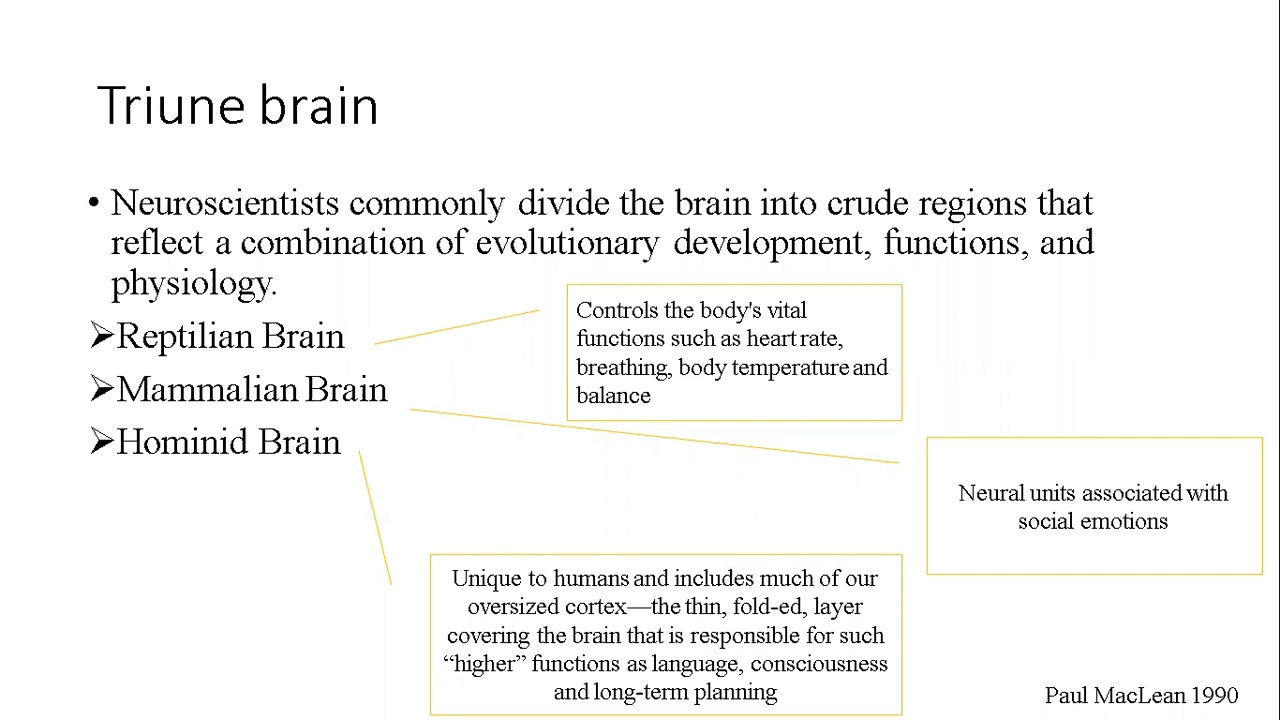 Triune brain
• Neuroscientists commonly divide the brain into crude regions that
reflect a combination of evolutionary development, functions, and
physiology.
➢Reptilian Brain
➢Mammalian Brain
➢Hominid Brain
Controls the body's vital
functions such as heart rate,
breathing, body temperature and
balance
Neural units associated with
social emotions
Unique to humans and includes much of our
oversized cortex—the thin, fold-ed, layer
covering the brain that is responsible for such
“higher” functions as language, consciousness
and long-term planning
Paul MacLean 1990